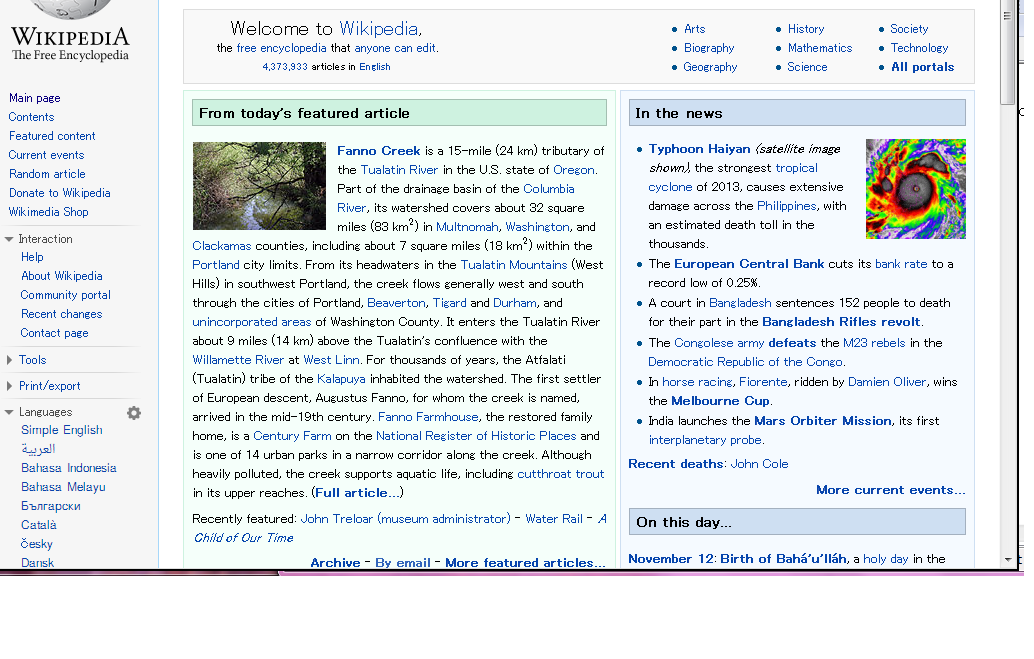 WIKIPEDIA
The Free Encyclopedia
Main page
Contents
Featured content
Current events
Random article
Donate to Wikipedia
Wikimedia Shop
Interaction
Help
About Wikipedia
Community portal
Recent changes
Contact page
Tools
Print/export
Languages
Simple English
العربية
Bahasa Indonesia
Bahasa Melayu
Български
Català
Česky
Dansk
Welcome to Wikipedia,
the free encyclopedia that anyone can edit.
4,373,933 articles in English
Arts
Biography
Geography
History
Mathematics
Science
Society
Technology
All portals
From today's featured article
Fanno Creek is a 15-mile (24 km) tributary of
the Tualatin River in the U.S. state of Oregon.
Part of the drainage basin of the Columbia
River, its watershed covers about 32 square
miles (83 km²) in Multnomah, Washington, and
Clackamas counties, including about 7 square miles (18 km²) within the
Portland city limits. From its headwaters in the Tualatin Mountains (West
Hills) in southwest Portland, the creek flows generally west and south
through the cities of Portland, Beaverton, Tigard and Durham, and
unincorporated areas of Washington County. It enters the Tualatin River
about 9 miles (14 km) above the Tualatin's confluence with the
Willamette River at West Linn. For thousands of years, the Atfalati
(Tualatin) tribe of the Kalapuya inhabited the watershed. The first settler
of European descent, Augustus Fanno, for whom the creek is named,
arrived in the mid-19th century. Fanno Farmhouse, the restored family
home, is a Century Farm on the National Register of Historic Places and
is one of 14 urban parks in a narrow corridor along the creek. Although
heavily polluted, the creek supports aquatic life, including cutthroat trout
in its upper reaches. (Full article...)
Recently featured: John Treloar (museum administrator) - Water Rail - A
Child of Our Time
Archive - By email - More featured articles...
In the news
Typhoon Haiyan (satellite image
shown), the strongest tropical
cyclone of 2013, causes extensive
damage across the Philippines, with
an estimated death toll in the
thousands.
The European Central Bank cuts its bank rate to a
record low of 0.25%.
A court in Bangladesh sentences 152 people to death
for their part in the Bangladesh Rifles revolt.
The Congolese army defeats the M23 rebels in the
Democratic Republic of the Congo.
In horse racing, Fiorente, ridden by Damien Oliver, wins
the Melbourne Cup.
India launches the Mars Orbiter Mission, its first
interplanetary probe.
Recent deaths: John Cole
More current events...
On this day...
November 12: Birth of Bahá'u'lláh, a holy day in the